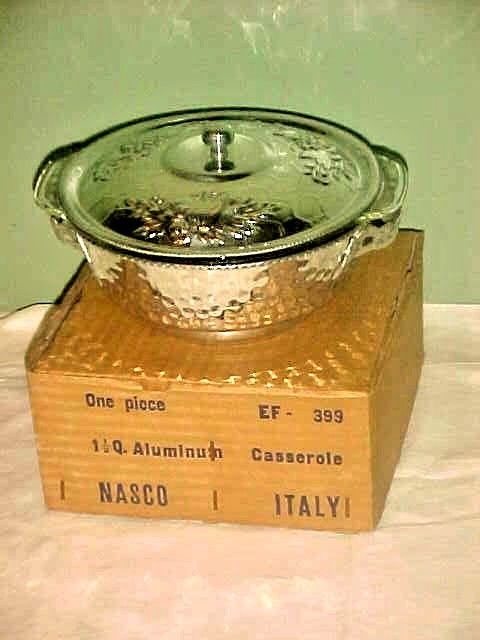 One piece EF - 399
1½Q. Aluminum Casserole
NASCO ITALY